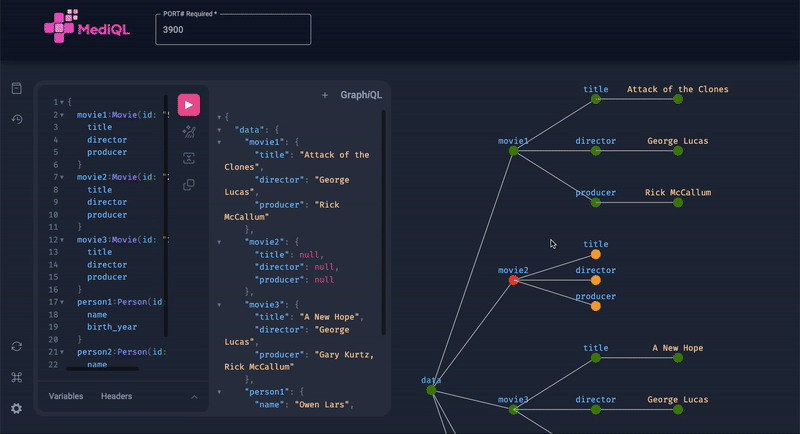 MediQL
PORT# Required *
3900
1 {
2 movie1:Movie(id: "
3 title
4 director
5 producer
6 }
7 movie2:Movie(id: "
8 title
9 director
10 producer
11 }
12 movie3:Movie(id: "
13 title
14 director
15 producer
16 }
17 person1:Person(id:
18 name
19 birth_year
20 }
21 person2:Person(id:
22 name
Variables Headers
+ GraphiQL
{
"data": {
"movie1": {
"title": "Attack of the
Clones",
"director": "George
Lucas",
"producer": "Rick
McCallum"
},
"movie2": {
"title": null,
"director": null,
"producer": null
},
"movie3": {
"title": "A New Hope",
"director": "George
Lucas",
"producer": "Gary Kurtz,
Rick McCallum"
},
"person1": {
"name": "Owen Lars",
title Attack of the Clones
movie1 director George Lucas
producer Rick McCallum
title
movie2 director
producer
title A New Hope
data
movie3 director George Lucas